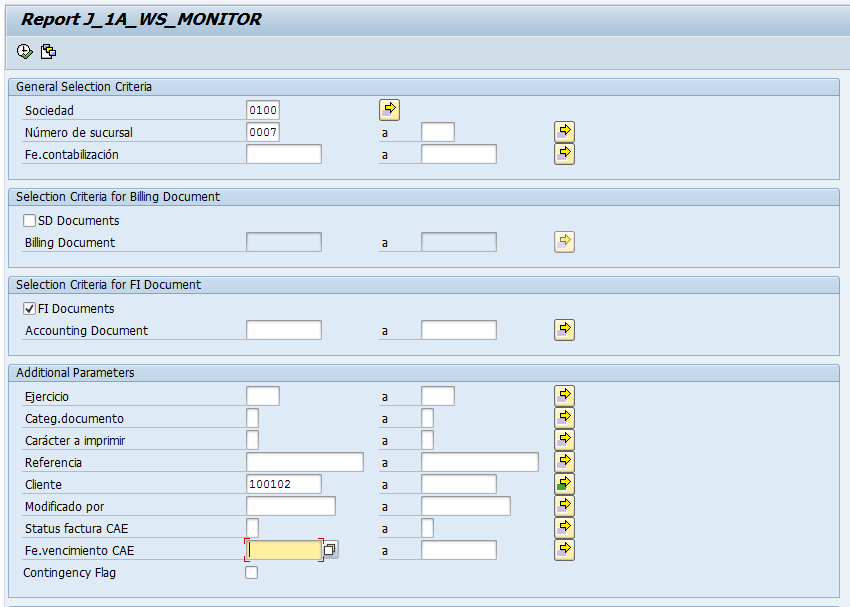 Report J_1A_WS_MONITOR
General Selection Criteria
Sociedad 0100
Número de sucursal 0007 a
Fe.contabilización a
Selection Criteria for Billing Document
SD Documents
Billing Document a
Selection Criteria for FI Document
FI Documents
Accounting Document a
Additional Parameters
Ejercicio a
Categ.documento a
Carácter a imprimir a
Referencia a
Cliente 100102 a
Modificado por a
Status factura CAE a
Fe.vencimiento CAE a
Contingency Flag